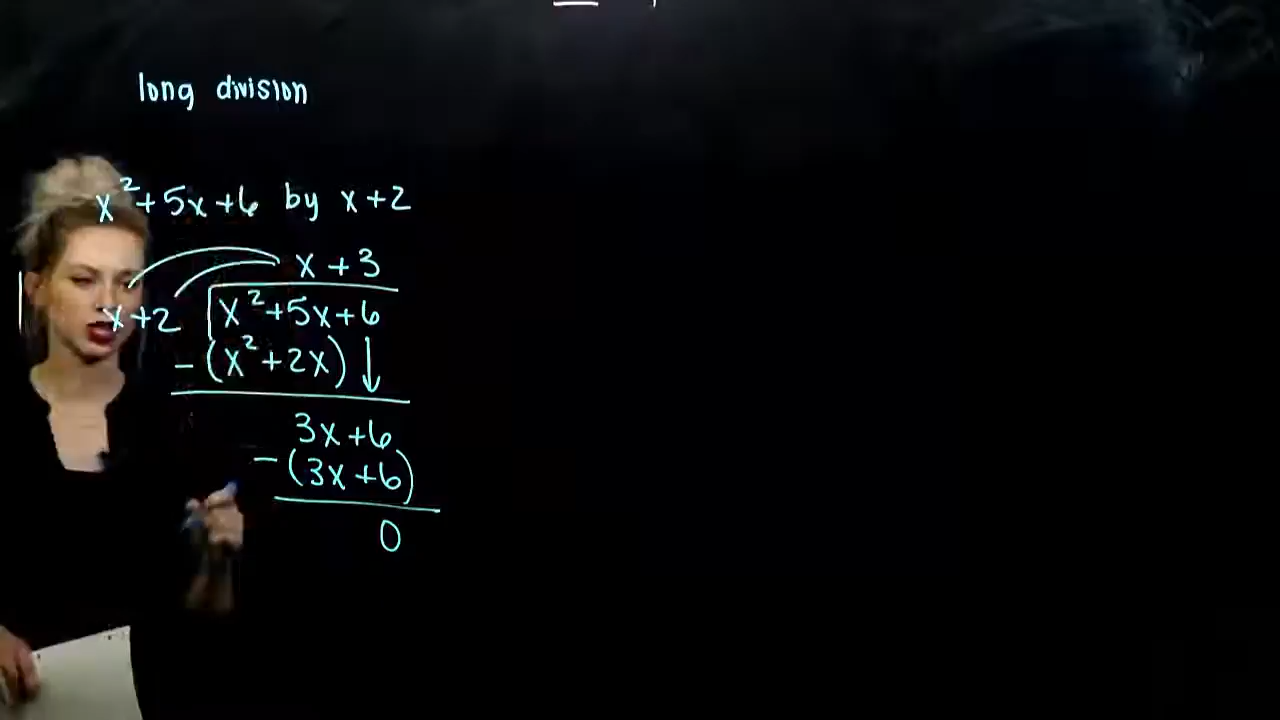 long division
x²+5x+6 by x+2
x+3
x+2 x²+5x+6
-(x²+2x)
3x+6
-(3x+6)
0